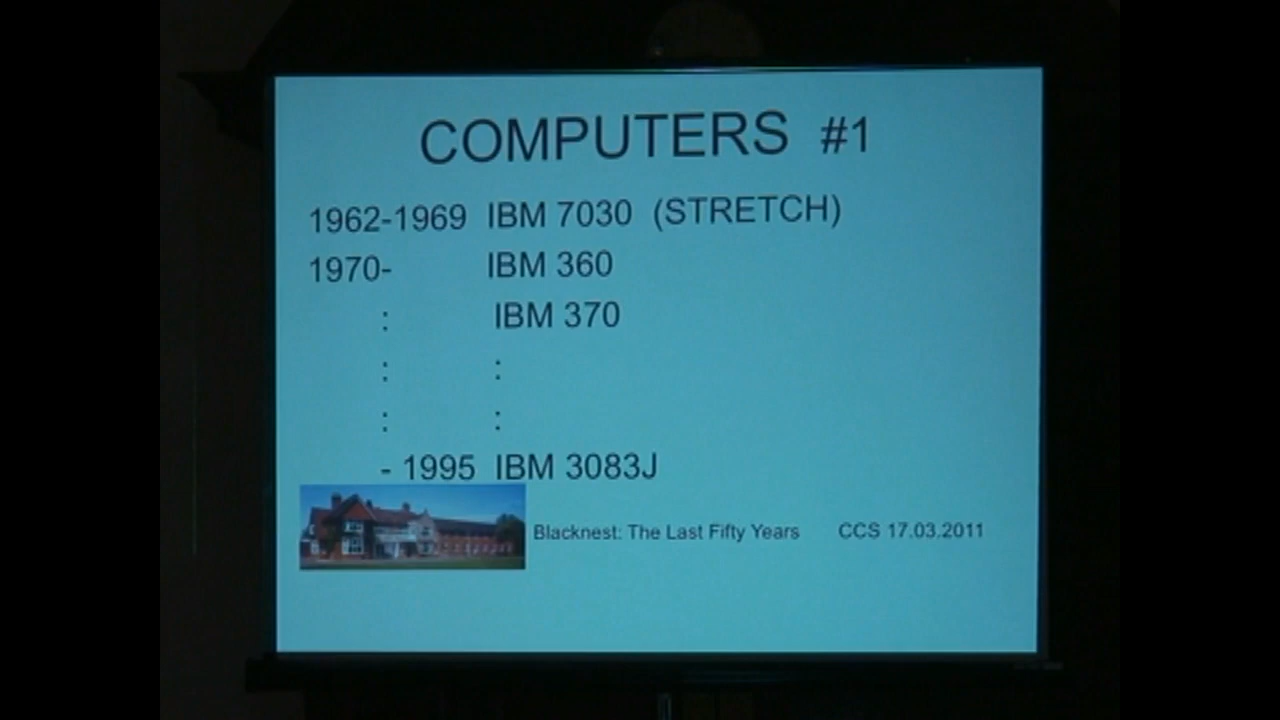 COMPUTERS #1
1962-1969 IBM 7030 (STRETCH)
1970- IBM 360
: IBM 370
: :
: :
- 1995 IBM 3083J
Blacknest: The Last Fifty Years CCS 17.03.2011